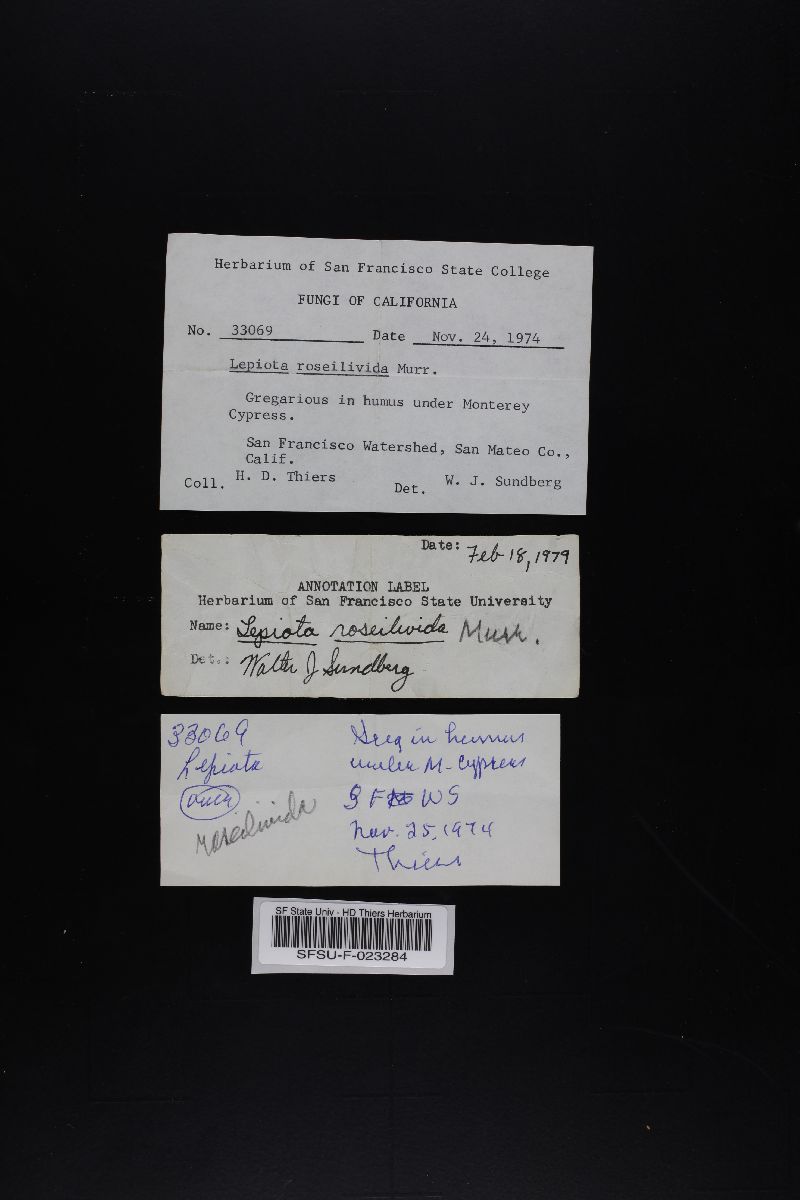 Herbarium of San Francisco State College
FUNGI OF CALIFORNIA
No. 33069 Date Nov. 24, 1974
Lepiota roseilivida Murr.
Gregarious in humus under Monterey
Cypress.
San Francisco Watershed, San Mateo Co.,
Calif.
Coll. H. D. Thiers Det. W. J. Sundberg
Date: Feb 18, 1979
ANNOTATION LABEL
Herbarium of San Francisco State University
Name: Lepiota roseilivida Murr.
Det.: Walter J Sundberg
33069
Lepiota
over
roseilivida
Greg in humus
under M-Cypress
S F WS
Nov. 25, 1974
Thiers
SF State Univ - HD Thiers Herbarium
SFSU-F-023284